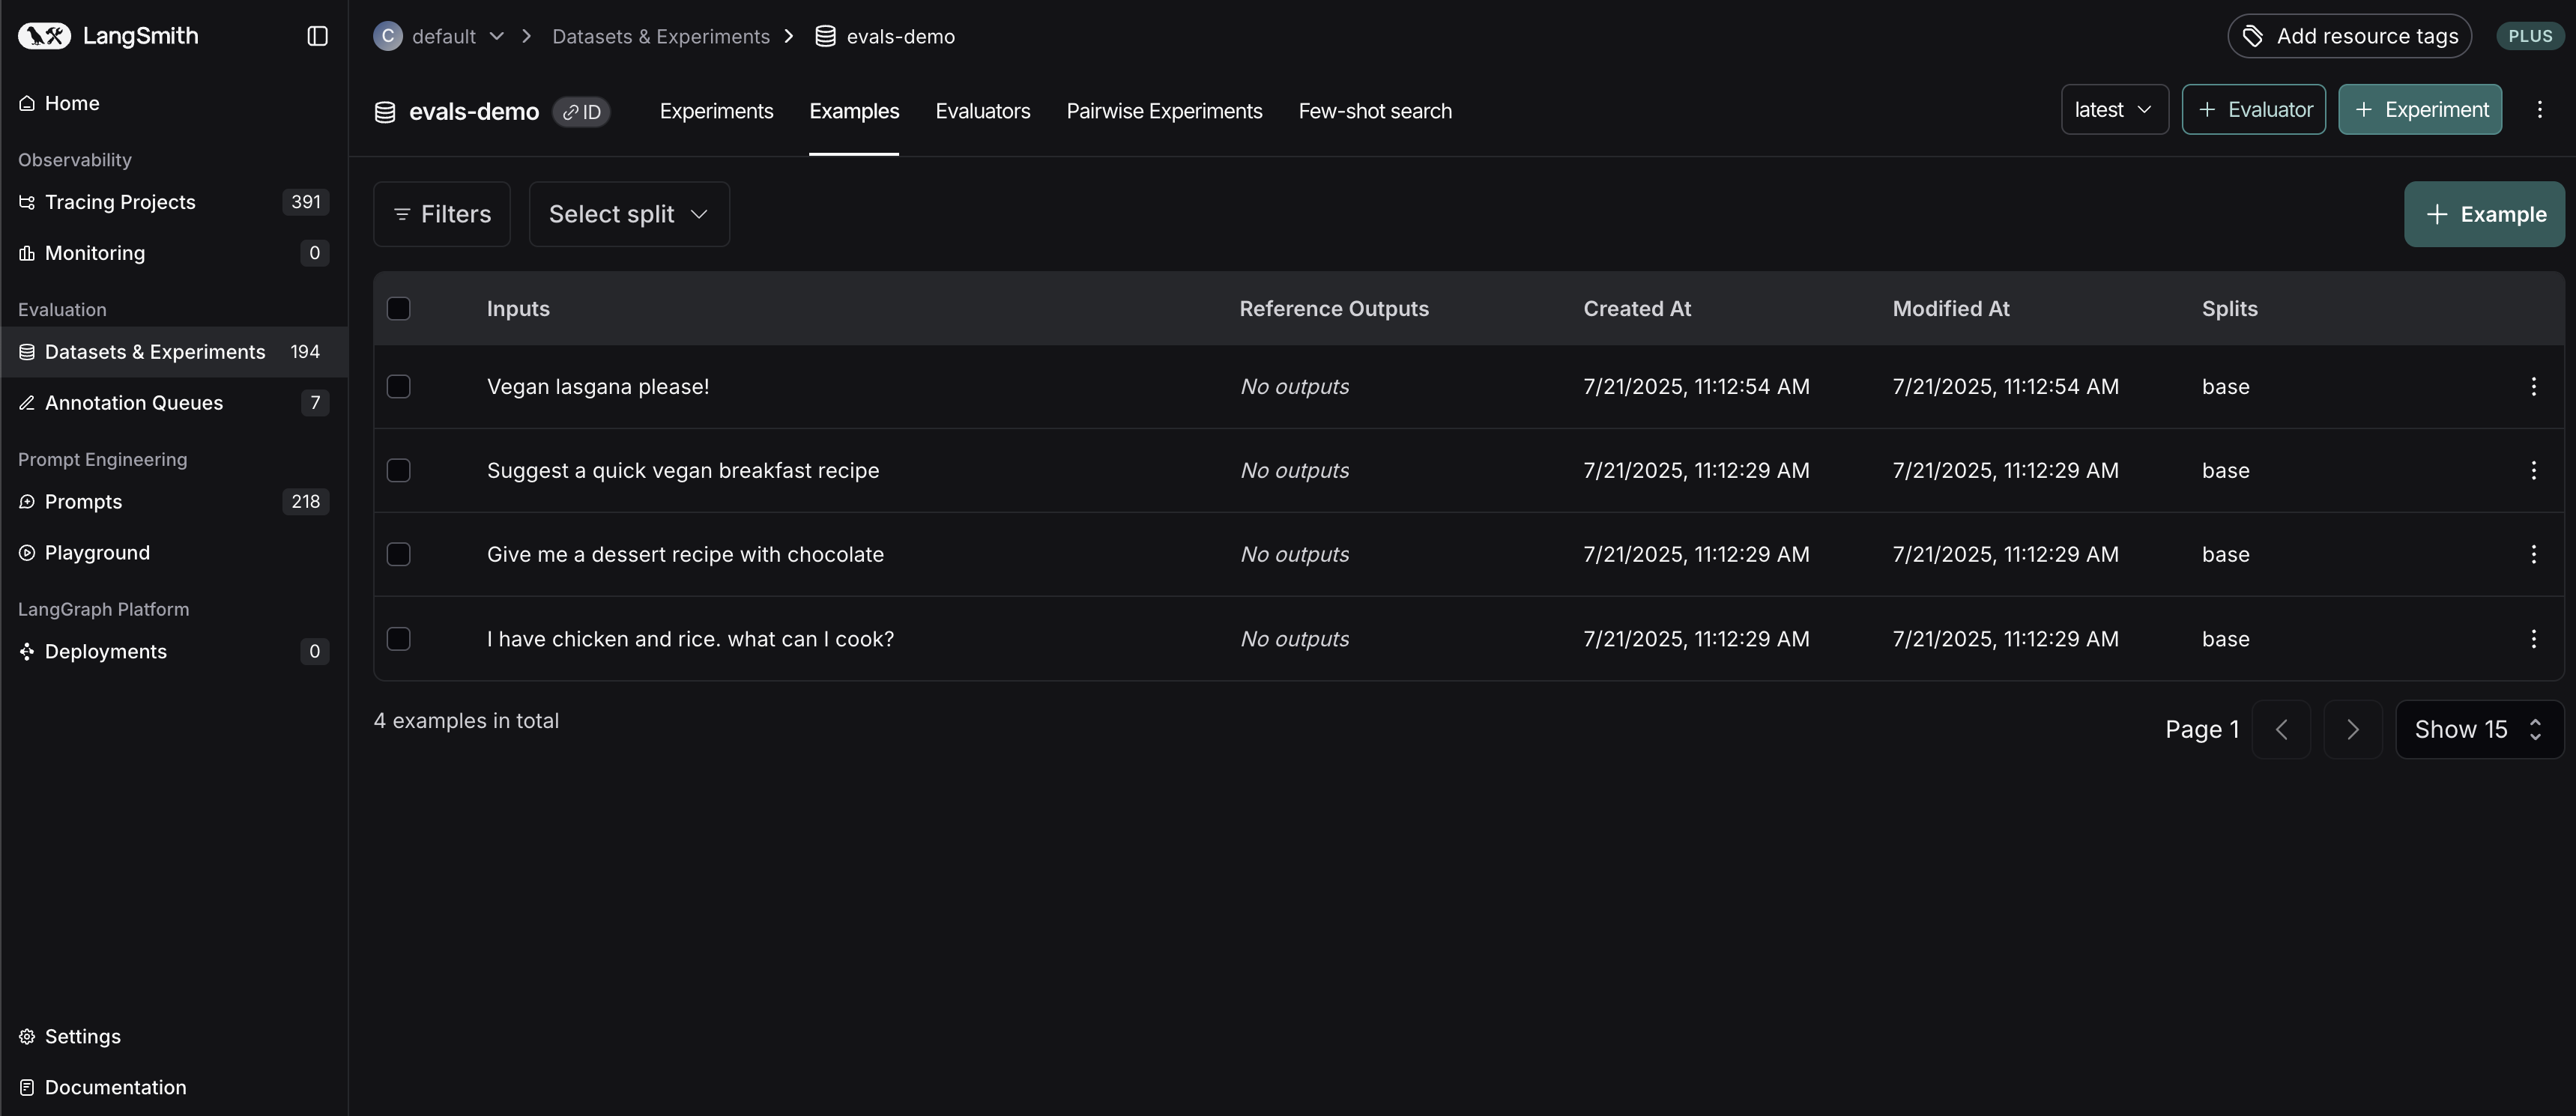 LangSmith
C default Datasets & Experiments evals-demo
Add resource tags PLUS
Home
Observability
Tracing Projects 391
Monitoring 0
Evaluation
Datasets & Experiments 194
Annotation Queues 7
Prompt Engineering
Prompts 218
Playground
LangGraph Platform
Deployments 0
Settings
Documentation
evals-demo ID Experiments Examples Evaluators Pairwise Experiments Few-shot search
latest + Evaluator + Experiment
Filters Select split
+ Example
Inputs Reference Outputs Created At Modified At Splits
Vegan lasgana please! No outputs 7/21/2025, 11:12:54 AM 7/21/2025, 11:12:54 AM base
Suggest a quick vegan breakfast recipe No outputs 7/21/2025, 11:12:29 AM 7/21/2025, 11:12:29 AM base
Give me a dessert recipe with chocolate No outputs 7/21/2025, 11:12:29 AM 7/21/2025, 11:12:29 AM base
I have chicken and rice. what can I cook? No outputs 7/21/2025, 11:12:29 AM 7/21/2025, 11:12:29 AM base
4 examples in total
Page 1 Show 15